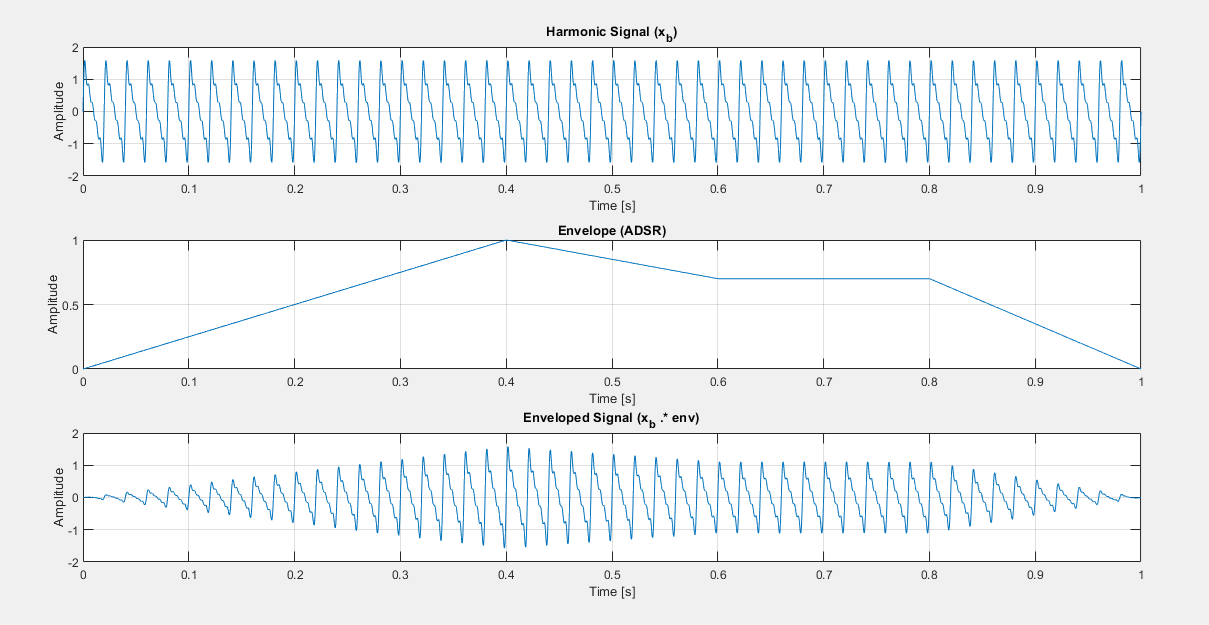 Harmonic Signal (x_b)
2
1
0
-1
-2
Amplitude
0 0.1 0.2 0.3 0.4 0.5 0.6 0.7 0.8 0.9 1
Time [s]
Envelope (ADSR)
1
0.5
0
Amplitude
0 0.1 0.2 0.3 0.4 0.5 0.6 0.7 0.8 0.9 1
Time [s]
Enveloped Signal (x_b .* env)
2
1
0
-1
-2
Amplitude
0 0.1 0.2 0.3 0.4 0.5 0.6 0.7 0.8 0.9 1
Time [s]